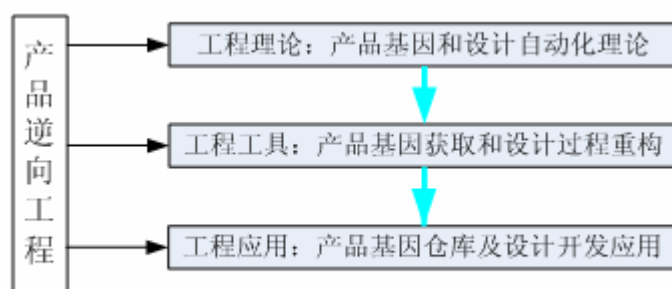 产品逆向工程
工程理论：产品基因和设计自动化理论
工程工具：产品基因获取和设计过程重构
工程应用：产品基因仓库及设计开发应用